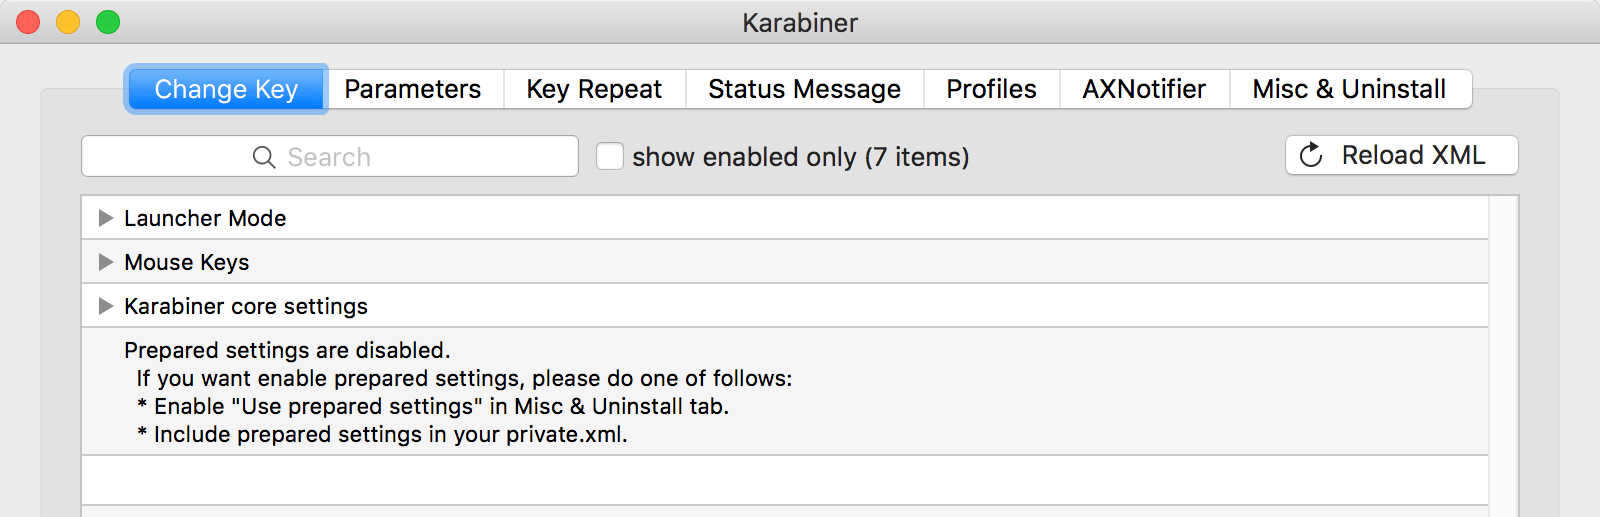 Karabiner
Change Key Parameters Key Repeat Status Message Profiles AXNotifier Misc & Uninstall
Search show enabled only (7 items) Reload XML
Launcher Mode
Mouse Keys
Karabiner core settings
Prepared settings are disabled.
If you want enable prepared settings, please do one of follows:
* Enable "Use prepared settings" in Misc & Uninstall tab.
* Include prepared settings in your private.xml.